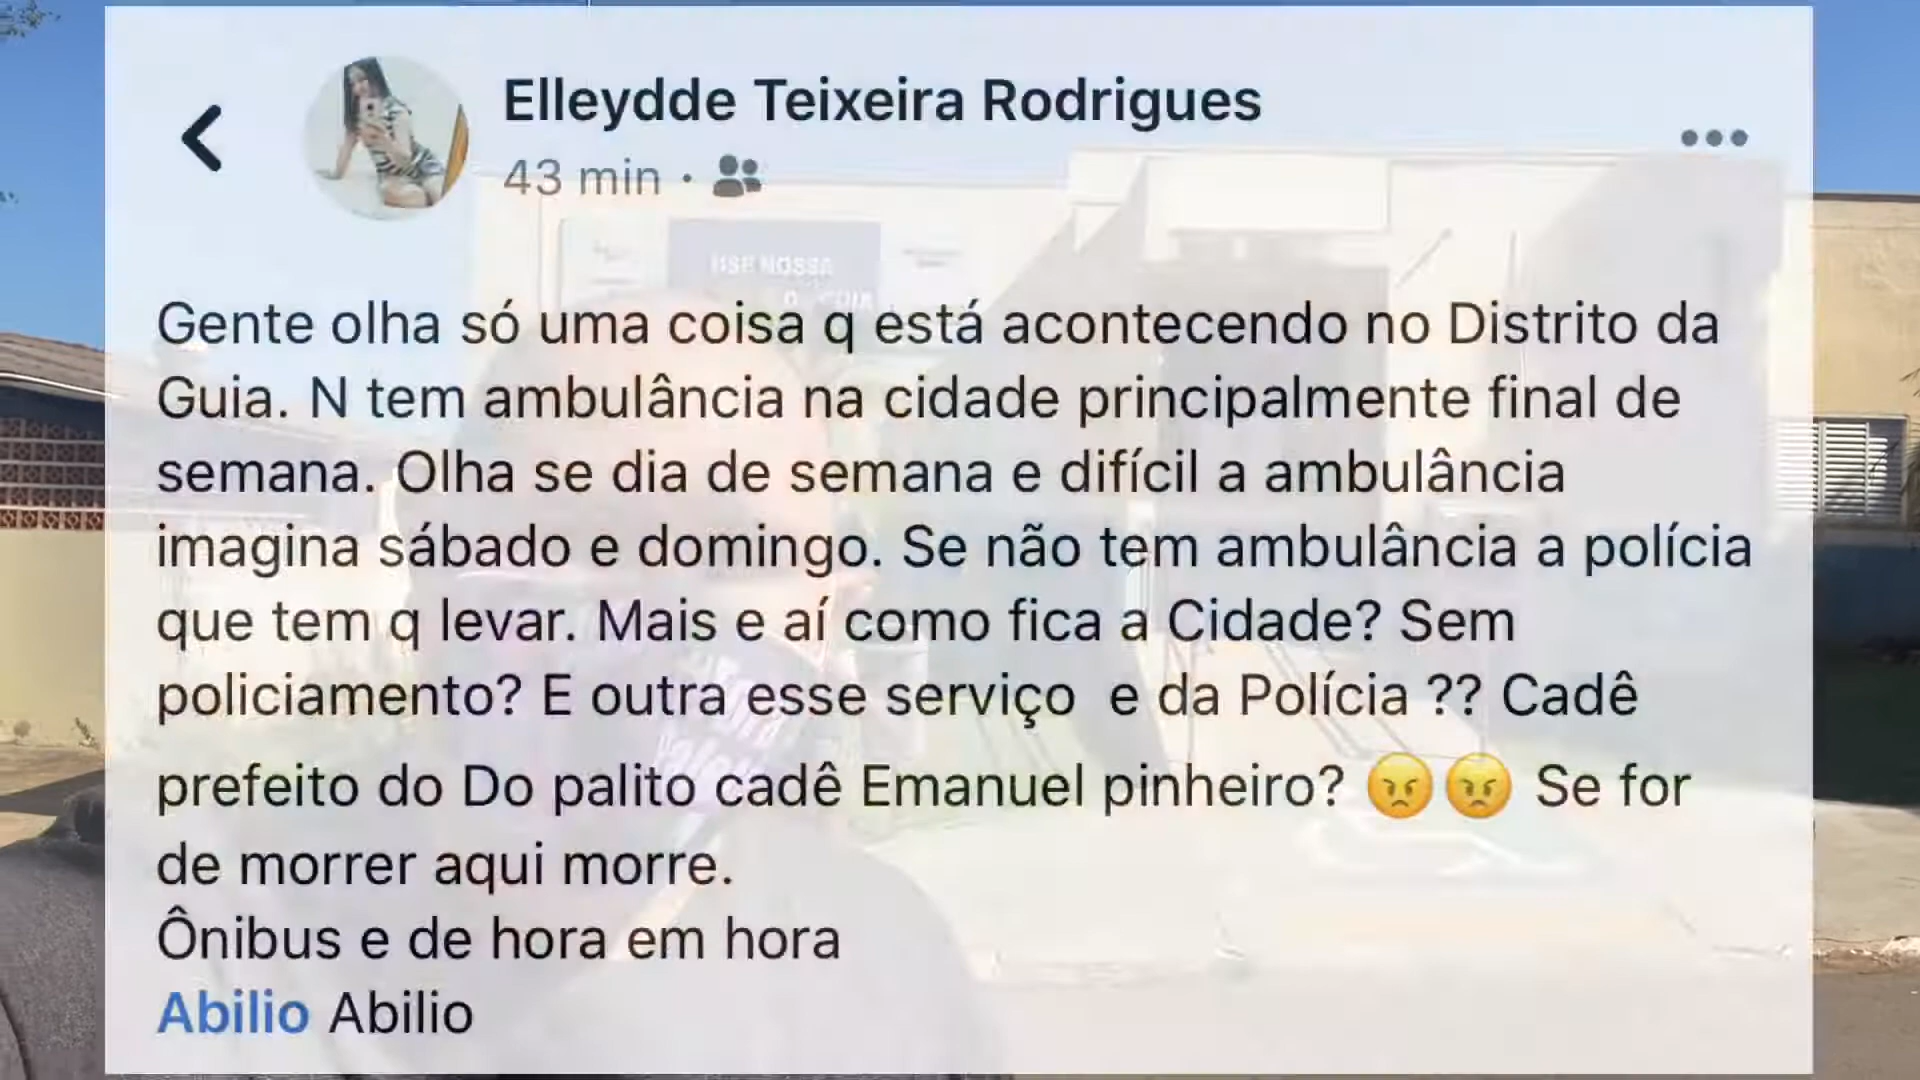 Elleydde Teixeira Rodrigues
43 min ·
USE NOSSA
Gente olha só uma coisa q está acontecendo no Distrito da
Guia. N tem ambulância na cidade principalmente final de
semana. Olha se dia de semana e difícil a ambulância
imagina sábado e domingo. Se não tem ambulância a polícia
que tem q levar. Mais e aí como fica a Cidade? Sem
policiamento? E outra esse serviço  e da Polícia ?? Cadê
prefeito do Do palito cadê Emanuel pinheiro? 😠😠 Se for
de morrer aqui morre.
Ônibus e de hora em hora
Abilio Abilio